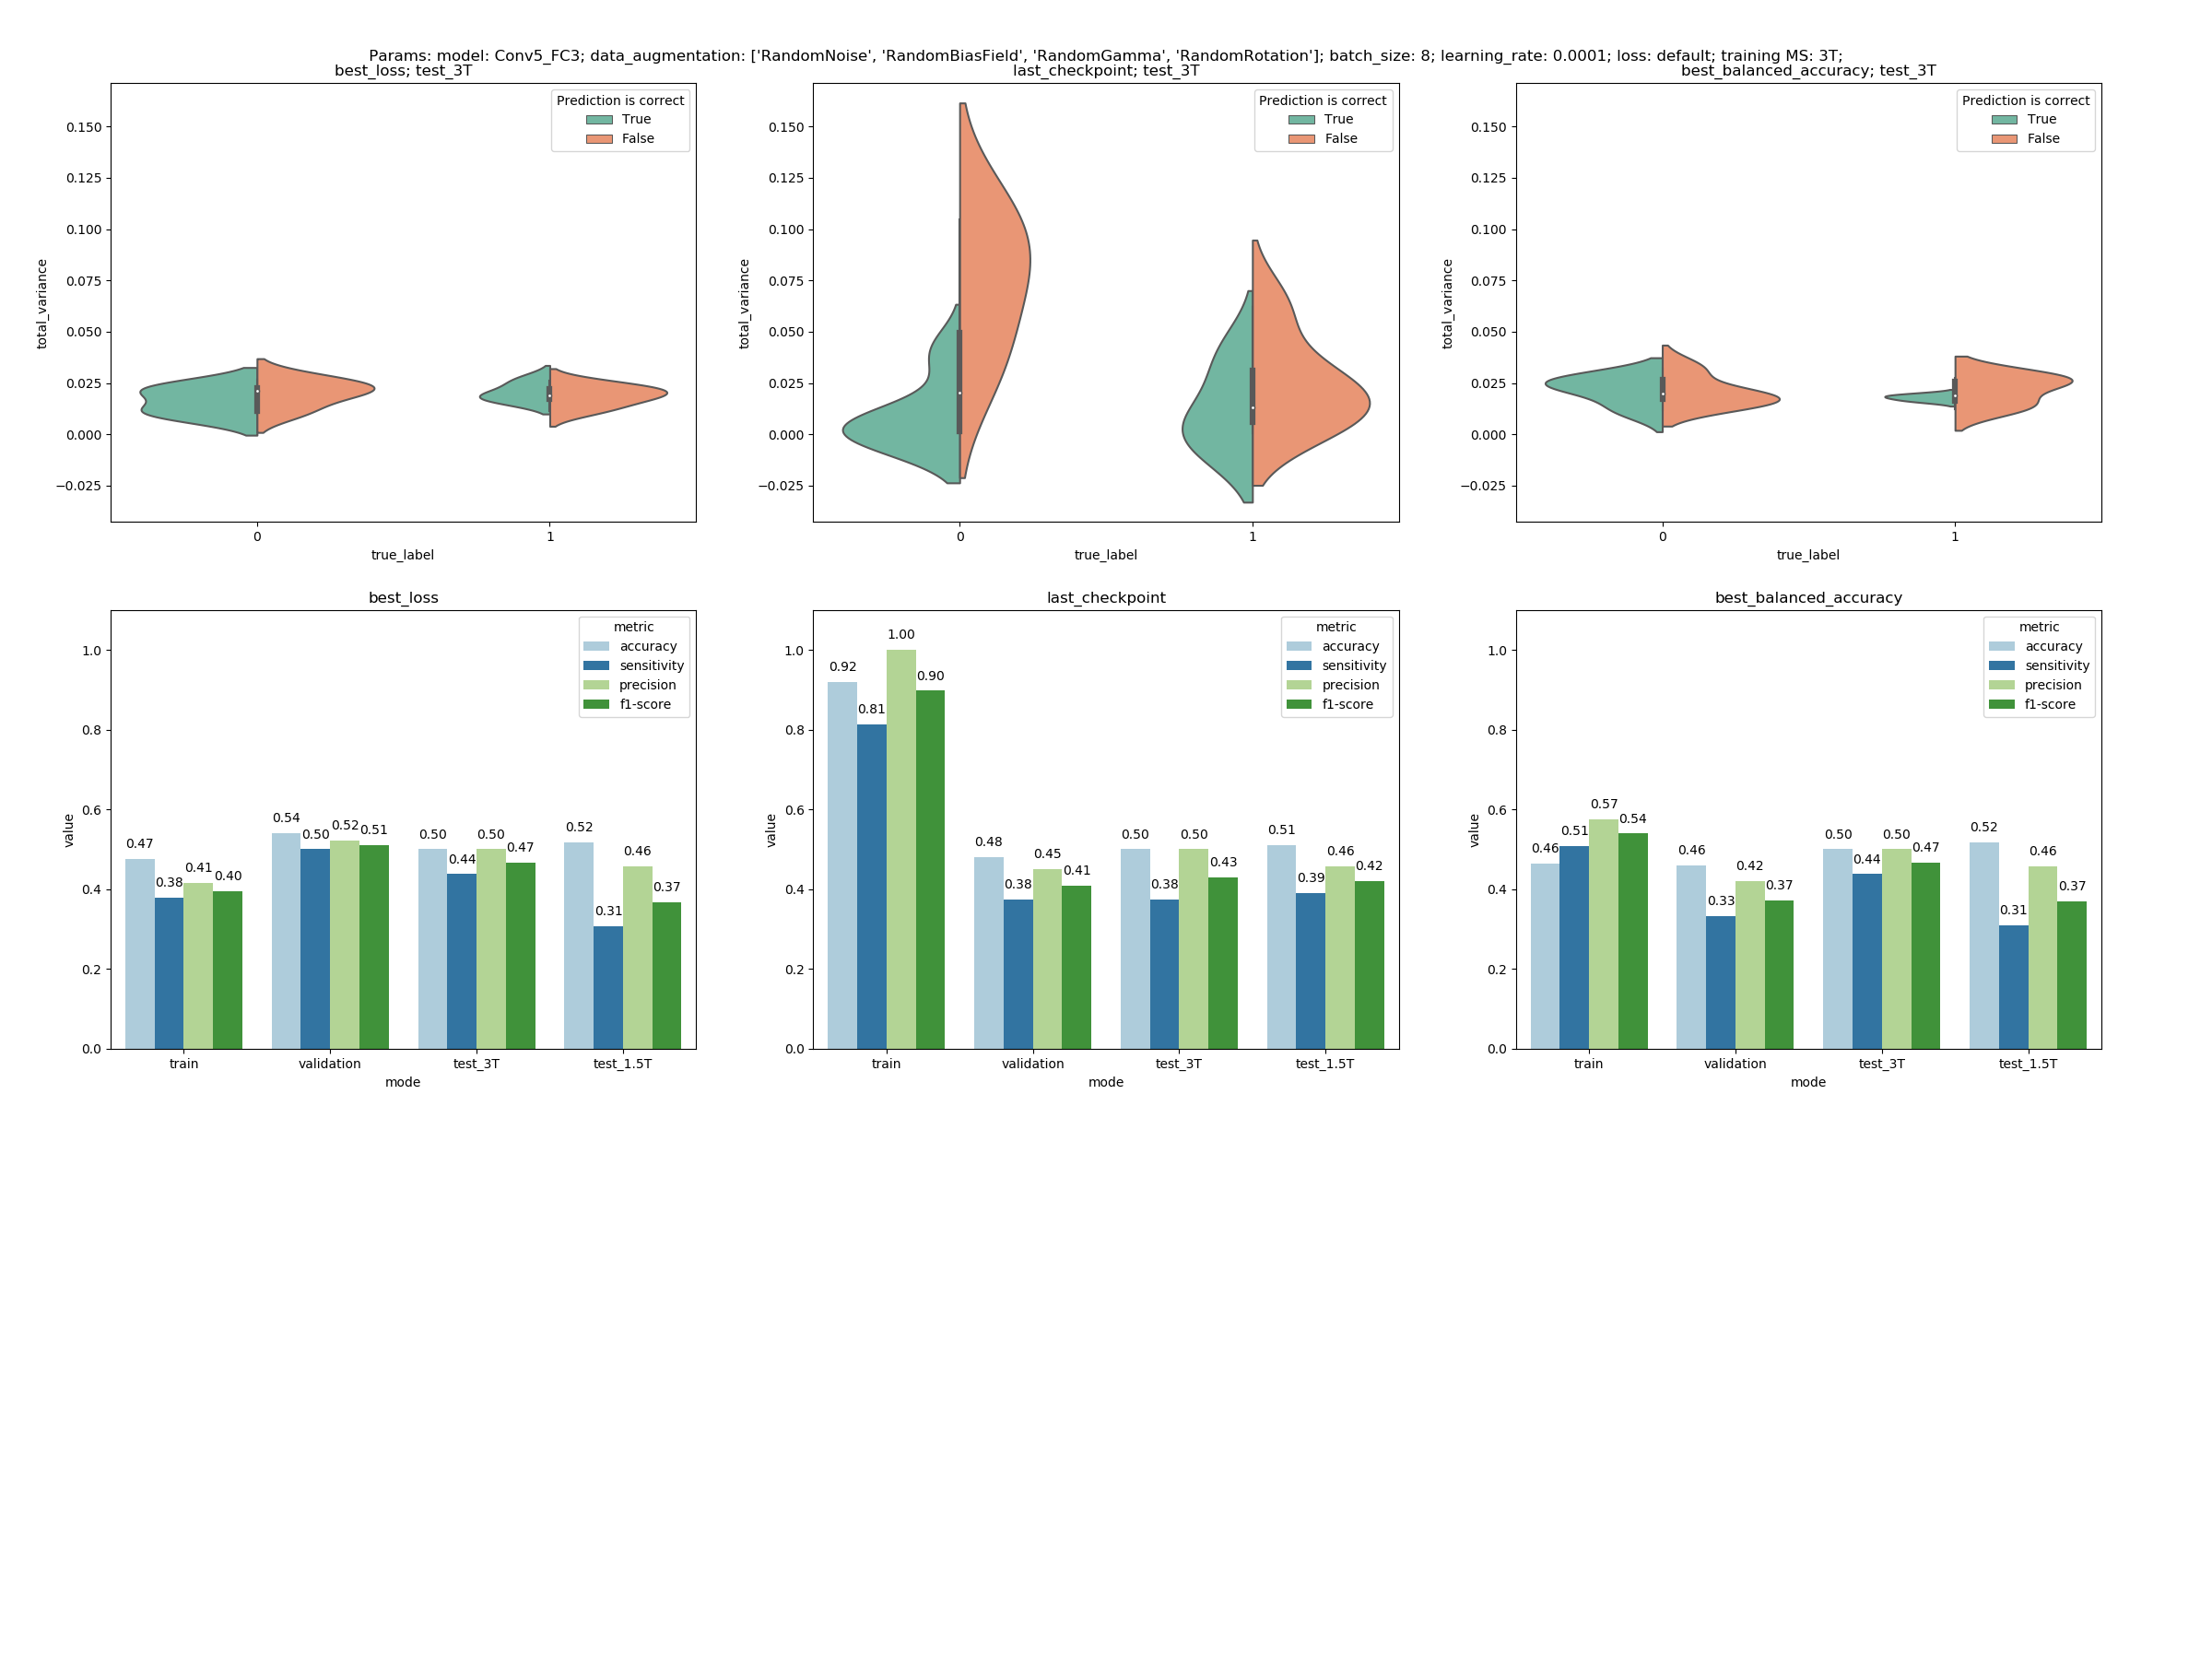 Params: model: Conv5_FC3; data_augmentation: ['RandomNoise', 'RandomBiasField', 'RandomGamma', 'RandomRotation']; batch_size: 8; learning_rate: 0.0001; loss: default; training MS: 3T;
best_loss; test_3T
Prediction is correct
True
False
0.150
0.125
0.100
0.075
0.050
0.025
0.000
−0.025
total_variance
0
1
true_label
last_checkpoint; test_3T
Prediction is correct
True
False
0.150
0.125
0.100
0.075
0.050
0.025
0.000
−0.025
total_variance
0
1
true_label
best_balanced_accuracy; test_3T
Prediction is correct
True
False
0.150
0.125
0.100
0.075
0.050
0.025
0.000
−0.025
total_variance
0
1
true_label
best_loss
metric
accuracy
sensitivity
precision
f1-score
1.0
0.8
0.6
0.4
0.2
0.0
value
0.47
0.38
0.41
0.40
0.54
0.50
0.52
0.51
0.50
0.44
0.50
0.47
0.52
0.31
0.46
0.37
train
validation
test_3T
test_1.5T
mode
last_checkpoint
metric
accuracy
sensitivity
precision
f1-score
1.0
0.8
0.6
0.4
0.2
0.0
value
0.92
0.81
1.00
0.90
0.48
0.38
0.45
0.41
0.50
0.38
0.50
0.43
0.51
0.39
0.46
0.42
train
validation
test_3T
test_1.5T
mode
best_balanced_accuracy
metric
accuracy
sensitivity
precision
f1-score
1.0
0.8
0.6
0.4
0.2
0.0
value
0.46
0.51
0.57
0.54
0.46
0.33
0.42
0.37
0.50
0.44
0.50
0.47
0.52
0.31
0.46
0.37
train
validation
test_3T
test_1.5T
mode